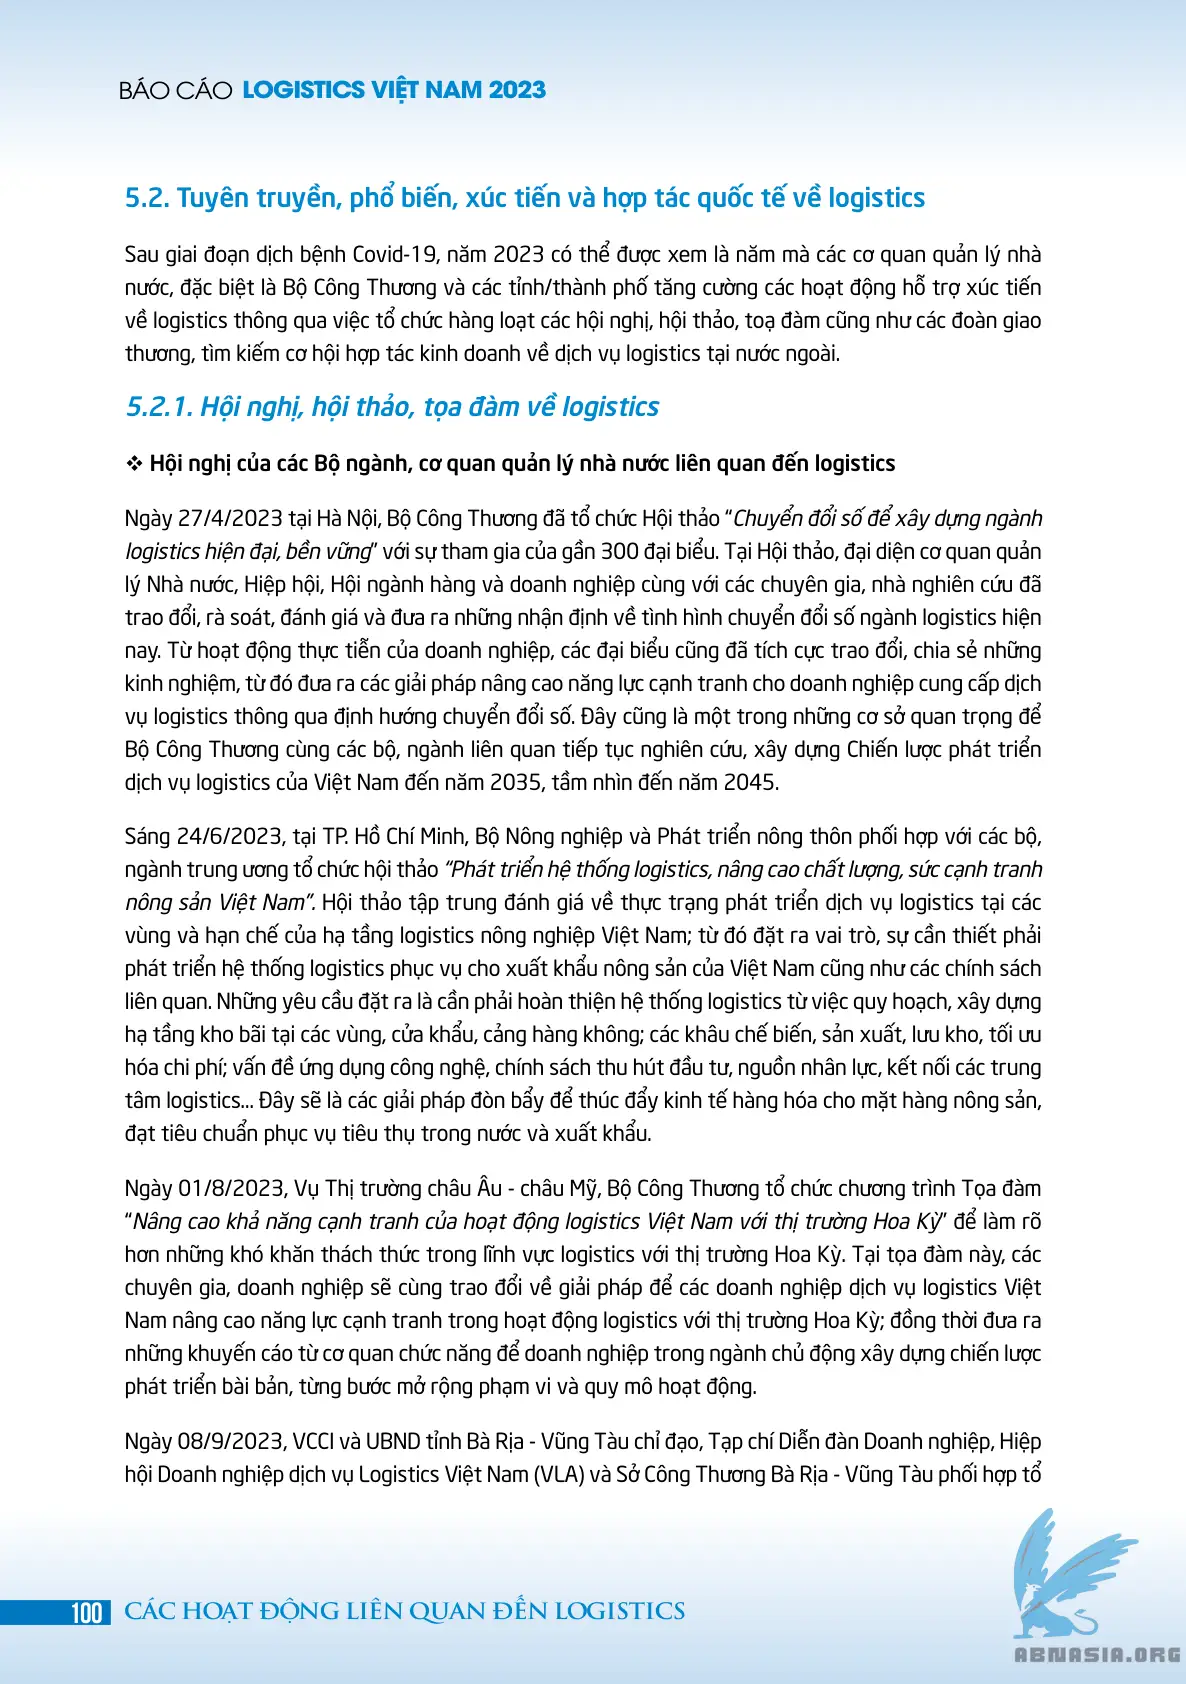 BÁO CÁO LOGISTICS VIỆT NAM 2023
5.2. Tuyên truyền, phổ biến, xúc tiến và hợp tác quốc tế về logistics
Sau giai đoạn dịch bệnh Covid-19, năm 2023 có thể được xem là năm mà các cơ quan quản lý nhà
nước, đặc biệt là Bộ Công Thương và các tỉnh/thành phố tăng cường các hoạt động hỗ trợ xúc tiến
về logistics thông qua việc tổ chức hàng loạt các hội nghị, hội thảo, toạ đàm cũng như các đoàn giao
thương, tìm kiếm cơ hội hợp tác kinh doanh về dịch vụ logistics tại nước ngoài.
5.2.1. Hội nghị, hội thảo, tọa đàm về logistics
❖ Hội nghị của các Bộ ngành, cơ quan quản lý nhà nước liên quan đến logistics
Ngày 27/4/2023 tại Hà Nội, Bộ Công Thương đã tổ chức Hội thảo “Chuyển đổi số để xây dựng ngành
logistics hiện đại, bền vững” với sự tham gia của gần 300 đại biểu. Tại Hội thảo, đại diện cơ quan quản
lý Nhà nước, Hiệp hội, Hội ngành hàng và doanh nghiệp cùng với các chuyên gia, nhà nghiên cứu đã
trao đổi, rà soát, đánh giá và đưa ra những nhận định về tình hình chuyển đổi số ngành logistics hiện
nay. Từ hoạt động thực tiễn của doanh nghiệp, các đại biểu cũng đã tích cực trao đổi, chia sẻ những
kinh nghiệm, từ đó đưa ra các giải pháp nâng cao năng lực cạnh tranh cho doanh nghiệp cung cấp dịch
vụ logistics thông qua định hướng chuyển đổi số. Đây cũng là một trong những cơ sở quan trọng để
Bộ Công Thương cùng các bộ, ngành liên quan tiếp tục nghiên cứu, xây dựng Chiến lược phát triển
dịch vụ logistics của Việt Nam đến năm 2035, tầm nhìn đến năm 2045.
Sáng 24/6/2023, tại TP. Hồ Chí Minh, Bộ Nông nghiệp và Phát triển nông thôn phối hợp với các bộ,
ngành trung ương tổ chức hội thảo “Phát triển hệ thống logistics, nâng cao chất lượng, sức cạnh tranh
nông sản Việt Nam”. Hội thảo tập trung đánh giá về thực trạng phát triển dịch vụ logistics tại các
vùng và hạn chế của hạ tầng logistics nông nghiệp Việt Nam; từ đó đặt ra vai trò, sự cần thiết phải
phát triển hệ thống logistics phục vụ cho xuất khẩu nông sản của Việt Nam cũng như các chính sách
liên quan. Những yêu cầu đặt ra là cần phải hoàn thiện hệ thống logistics từ việc quy hoạch, xây dựng
hạ tầng kho bãi tại các vùng, cửa khẩu, cảng hàng không; các khâu chế biến, sản xuất, lưu kho, tối ưu
hóa chi phí; vấn đề ứng dụng công nghệ, chính sách thu hút đầu tư, nguồn nhân lực, kết nối các trung
tâm logistics... Đây sẽ là các giải pháp đòn bẩy để thúc đẩy kinh tế hàng hóa cho mặt hàng nông sản,
đạt tiêu chuẩn phục vụ tiêu thụ trong nước và xuất khẩu.
Ngày 01/8/2023, Vụ Thị trường châu Âu - châu Mỹ, Bộ Công Thương tổ chức chương trình Tọa đàm
“Nâng cao khả năng cạnh tranh của hoạt động logistics Việt Nam với thị trường Hoa Kỳ” để làm rõ
hơn những khó khăn thách thức trong lĩnh vực logistics với thị trường Hoa Kỳ. Tại tọa đàm này, các
chuyên gia, doanh nghiệp sẽ cùng trao đổi về giải pháp để các doanh nghiệp dịch vụ logistics Việt
Nam nâng cao năng lực cạnh tranh trong hoạt động logistics với thị trường Hoa Kỳ; đồng thời đưa ra
những khuyến cáo từ cơ quan chức năng để doanh nghiệp trong ngành chủ động xây dựng chiến lược
phát triển bài bản, từng bước mở rộng phạm vi và quy mô hoạt động.
Ngày 08/9/2023, VCCI và UBND tỉnh Bà Rịa - Vũng Tàu chỉ đạo, Tạp chí Diễn đàn Doanh nghiệp, Hiệp
hội Doanh nghiệp dịch vụ Logistics Việt Nam (VLA) và Sở Công Thương Bà Rịa - Vũng Tàu phối hợp tổ
100 CÁC HOẠT ĐỘNG LIÊN QUAN ĐẾN LOGISTICS
ABNASIA.ORG